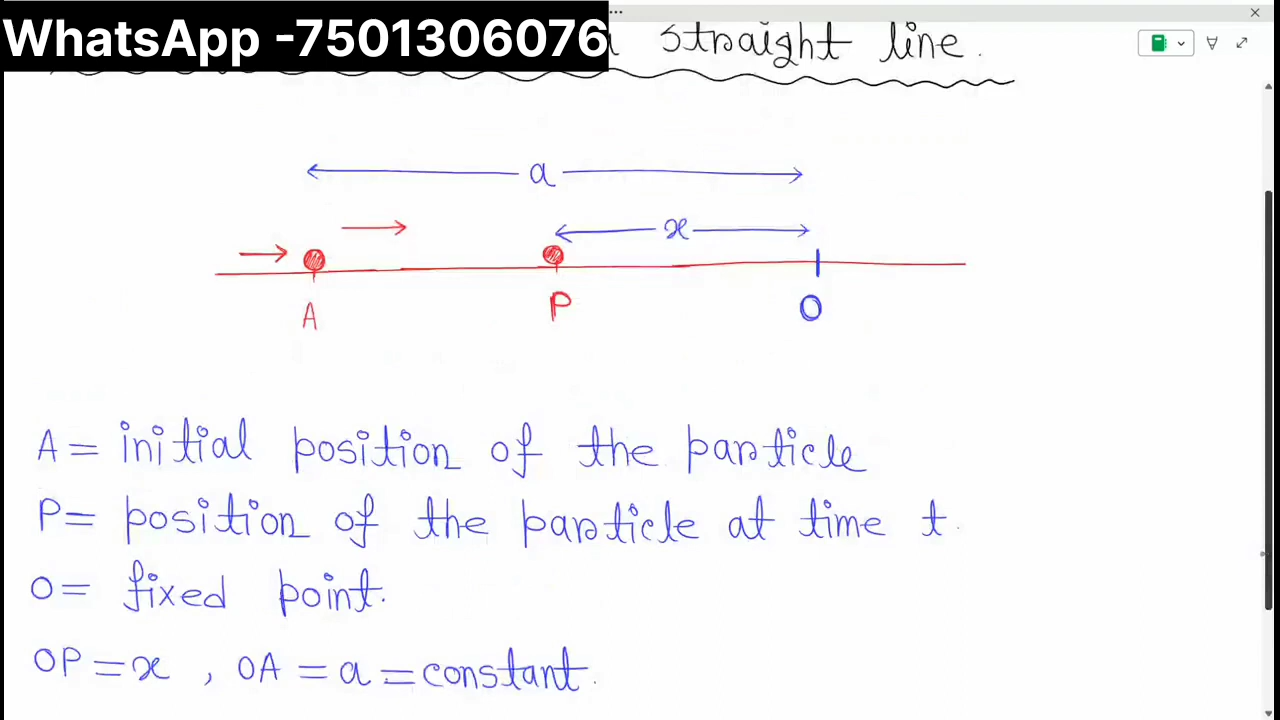 WhatsApp -7501306076
straight line.
a
x
A
P
O
A = initial position of the particle
P = position of the particle at time t.
O = fixed point.
OP = x , OA = a = constant.